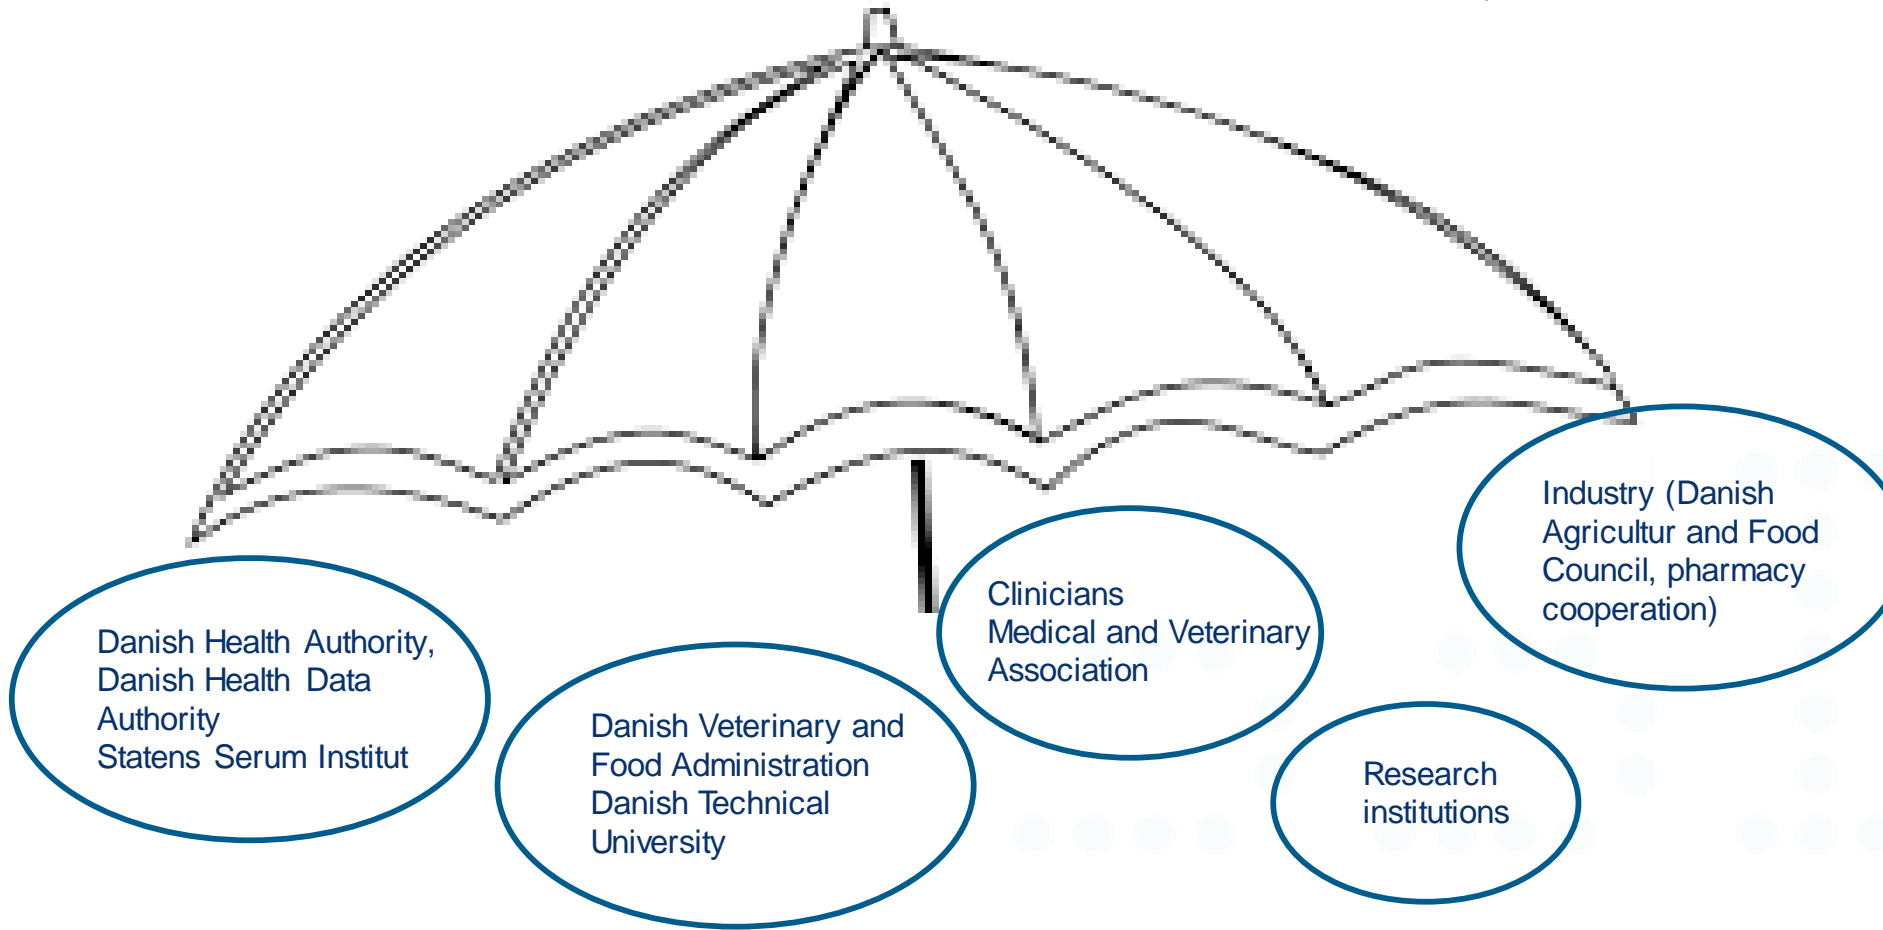 Danish Health Authority,
Danish Health Data
Authority
Statens Serum Institut
Danish Veterinary and
Food Administration
Danish Technical
University
Clinicians
Medical and Veterinary
Association
Research
institutions
Industry (Danish
Agricultur and Food
Council, pharmacy
cooperation)